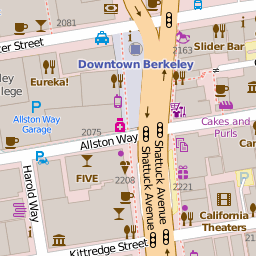 2081
ter Street
2163
Slider Bar
Downtown Berkeley
ley
llege
Eureka!
Allston Way
Garage
2075
Allston Way
Cakes and
Purls
Car
Harold Way
FIVE
2208
Shattuck Avenue
Shattuck Avenue
2221
California
Theaters
Kittredge Street